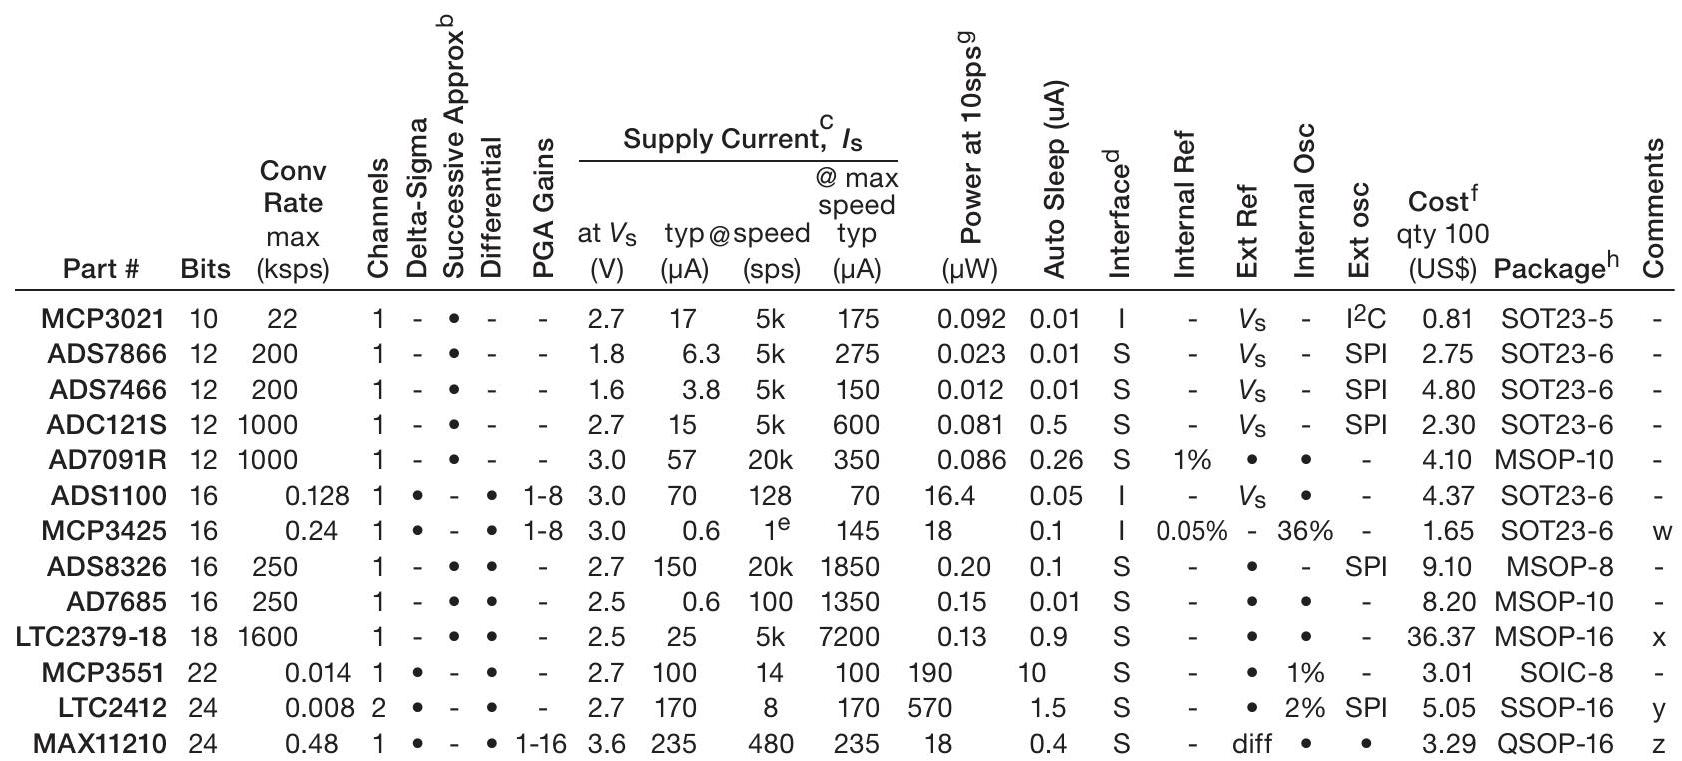 Part # Bits Conv Rate max (ksps) Channels Delta-Sigma Successive Approxᵇ Differential PGA Gains Supply Current,ᶜ Is at Vs (V) typ @ speed (µA) (sps) @ max speed typ (µA) Power at 10spsᵍ (µW) Auto Sleep (uA) Interfaceᵈ Internal Ref Ext Ref Internal Osc Ext osc Costᶠ qty 100 (US$) Packageʰ Comments
MCP3021 10 22 1 - • - - 2.7 17 5k 175 0.092 0.01 I - Vs - I²C 0.81 SOT23-5 -
ADS7866 12 200 1 - • - - 1.8 6.3 5k 275 0.023 0.01 S - Vs - SPI 2.75 SOT23-6 -
ADS7466 12 200 1 - • - - 1.6 3.8 5k 150 0.012 0.01 S - Vs - SPI 4.80 SOT23-6 -
ADC121S 12 1000 1 - • - - 2.7 15 5k 600 0.081 0.5 S - Vs - SPI 2.30 SOT23-6 -
AD7091R 12 1000 1 - • - - 3.0 57 20k 350 0.086 0.26 S 1% • • - 4.10 MSOP-10 -
ADS1100 16 0.128 1 • - • 1-8 3.0 70 128 70 16.4 0.05 I - Vs • - 4.37 SOT23-6 -
MCP3425 16 0.24 1 • - • 1-8 3.0 0.6 1ᵉ 145 18 0.1 I 0.05% - 36% - 1.65 SOT23-6 w
ADS8326 16 250 1 - • • - 2.7 150 20k 1850 0.20 0.1 S - • - SPI 9.10 MSOP-8 -
AD7685 16 250 1 - • • - 2.5 0.6 100 1350 0.15 0.01 S - • • - 8.20 MSOP-10 -
LTC2379-18 18 1600 1 - • • - 2.5 25 5k 7200 0.13 0.9 S - • • - 36.37 MSOP-16 x
MCP3551 22 0.014 1 • - • - 2.7 100 14 100 190 10 S - • 1% - 3.01 SOIC-8 -
LTC2412 24 0.008 2 • - • - 2.7 170 8 170 570 1.5 S - • 2% SPI 5.05 SSOP-16 y
MAX11210 24 0.48 1 • - • 1-16 3.6 235 480 235 18 0.4 S - diff • • 3.29 QSOP-16 z